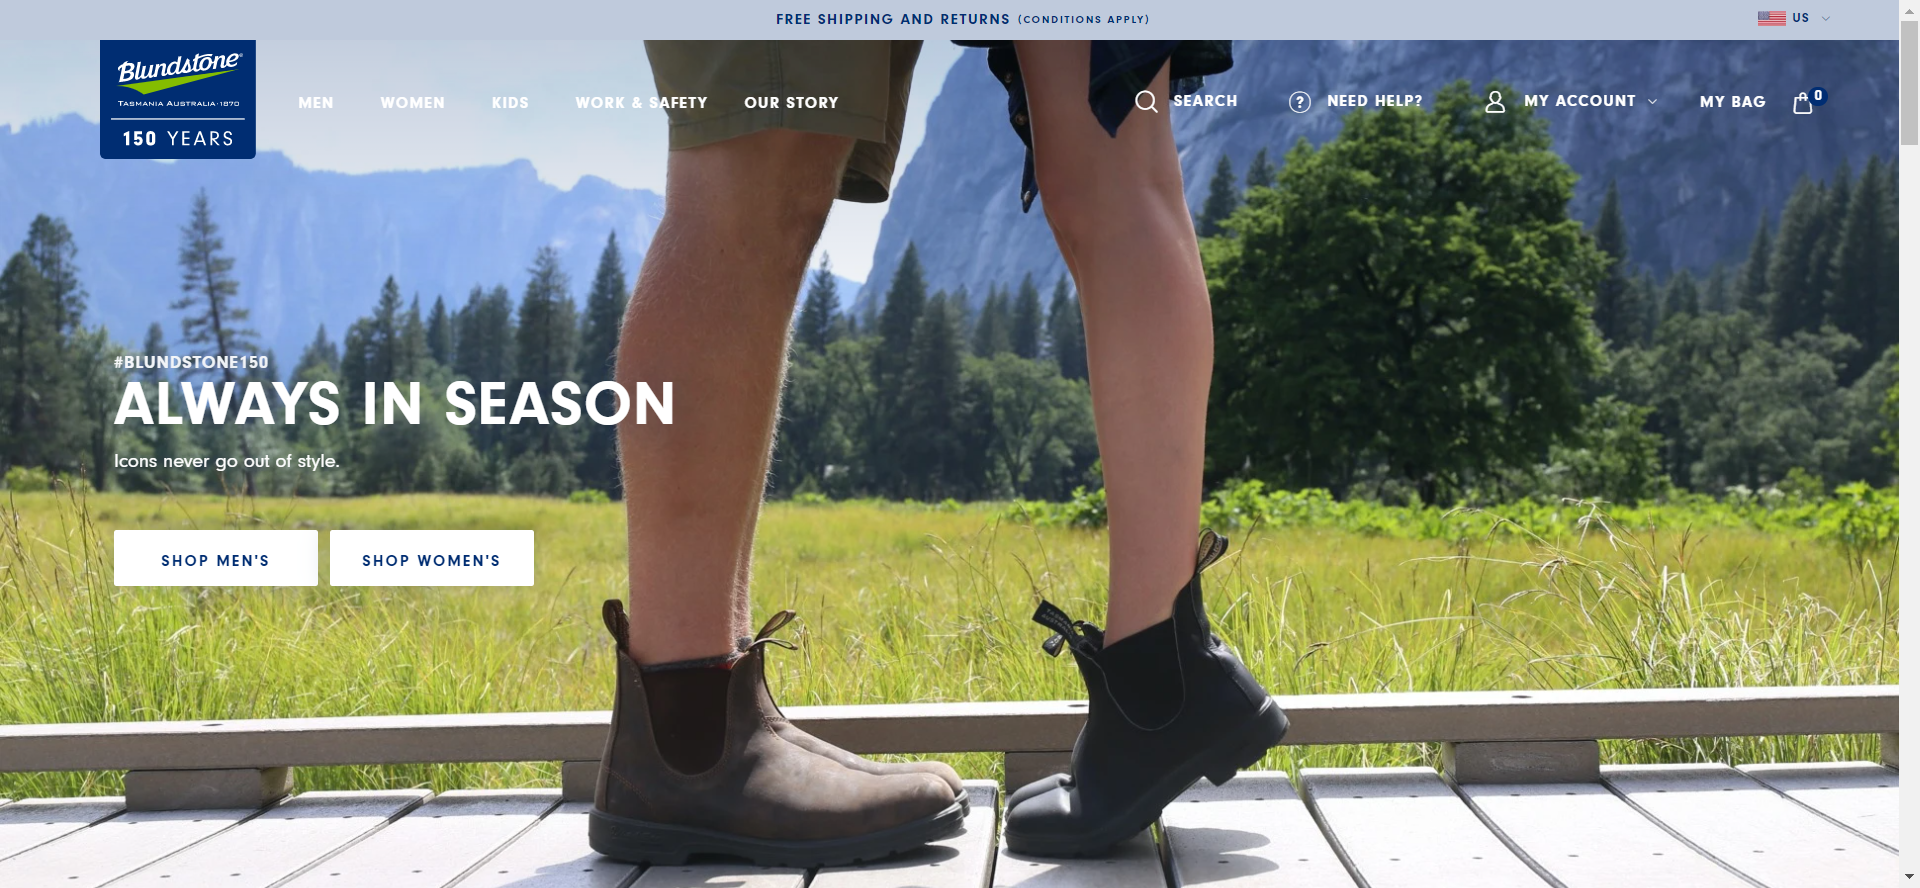 FREE SHIPPING AND RETURNS (CONDITIONS APPLY)
US
Blundstone
TASMANIA AUSTRALIA·1870
150 YEARS
MEN
WOMEN
KIDS
WORK & SAFETY
OUR STORY
SEARCH
? NEED HELP?
MY ACCOUNT
MY BAG
0
#BLUNDSTONE150
ALWAYS IN SEASON
Icons never go out of style.
SHOP MEN'S
SHOP WOMEN'S